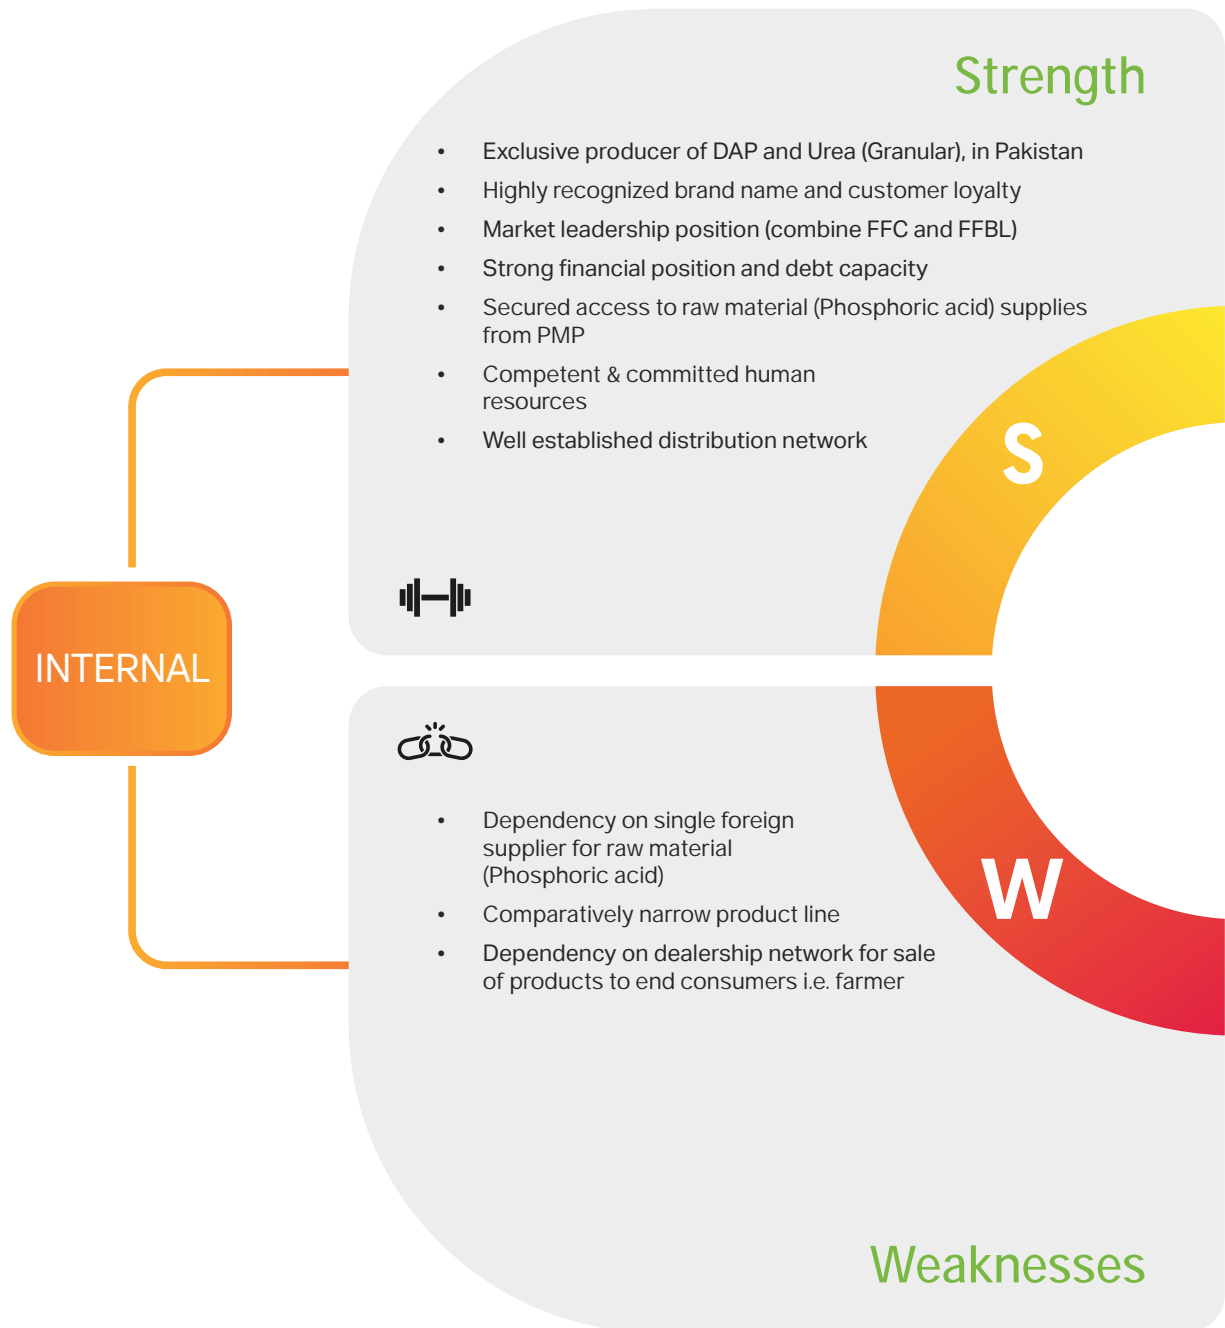 Strength
• Exclusive producer of DAP and Urea (Granular), in Pakistan
• Highly recognized brand name and customer loyalty
• Market leadership position (combine FFC and FFBL)
• Strong financial position and debt capacity
• Secured access to raw material (Phosphoric acid) supplies
from PMP
• Competent & committed human
resources
• Well established distribution network
S
INTERNAL
• Dependency on single foreign
supplier for raw material
(Phosphoric acid)
• Comparatively narrow product line
• Dependency on dealership network for sale
of products to end consumers i.e. farmer
W
Weaknesses